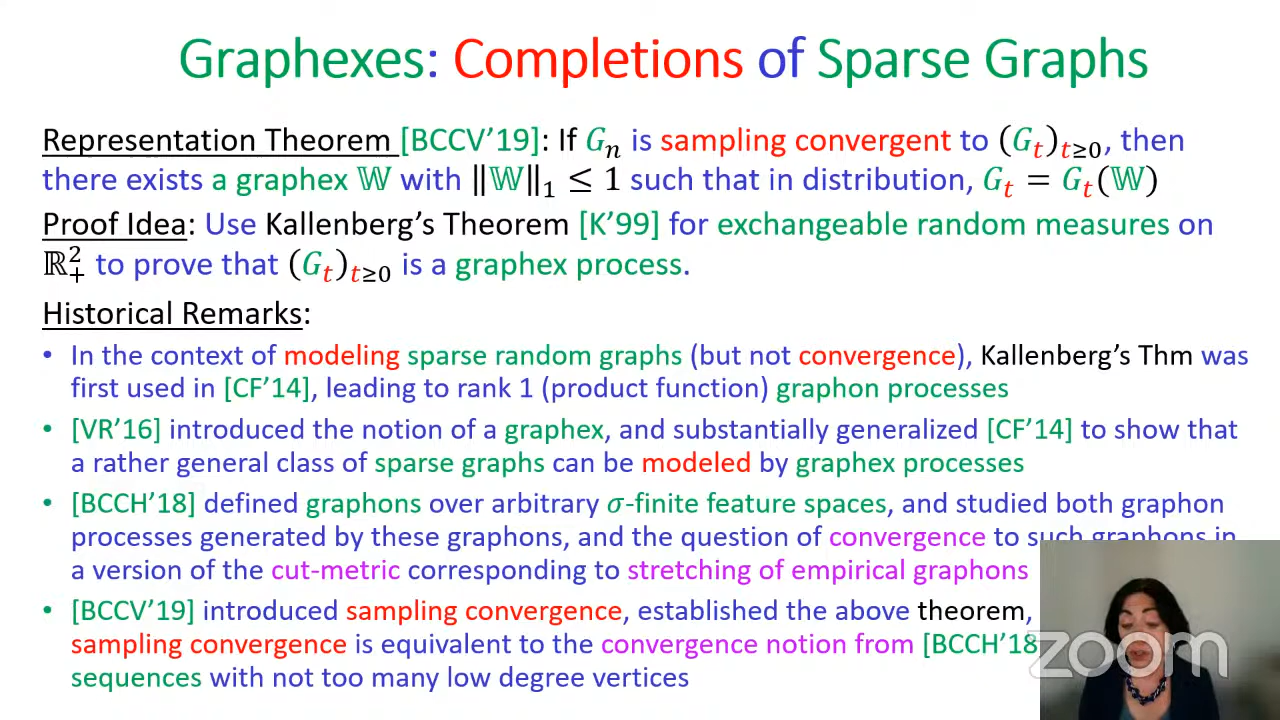 Graphexes: Completions of Sparse Graphs
Representation Theorem [BCCV’19]: If Gₙ is sampling convergent to (Gₜ)ₜ≥₀, then
there exists a graphex 𝕎 with ‖𝕎‖₁ ≤ 1 such that in distribution, Gₜ = Gₜ(𝕎)
Proof Idea: Use Kallenberg’s Theorem [K’99] for exchangeable random measures on
ℝ₊² to prove that (Gₜ)ₜ≥₀ is a graphex process.
Historical Remarks:
• In the context of modeling sparse random graphs (but not convergence), Kallenberg’s Thm was
first used in [CF’14], leading to rank 1 (product function) graphon processes
• [VR’16] introduced the notion of a graphex, and substantially generalized [CF’14] to show that
a rather general class of sparse graphs can be modeled by graphex processes
• [BCCH’18] defined graphons over arbitrary σ-finite feature spaces, and studied both graphon
processes generated by these graphons, and the question of convergence to such graphons in
a version of the cut-metric corresponding to stretching of empirical graphons
• [BCCV’19] introduced sampling convergence, established the above theorem,
sampling convergence is equivalent to the convergence notion from [BCCH’18
sequences with not too many low degree vertices
zoom